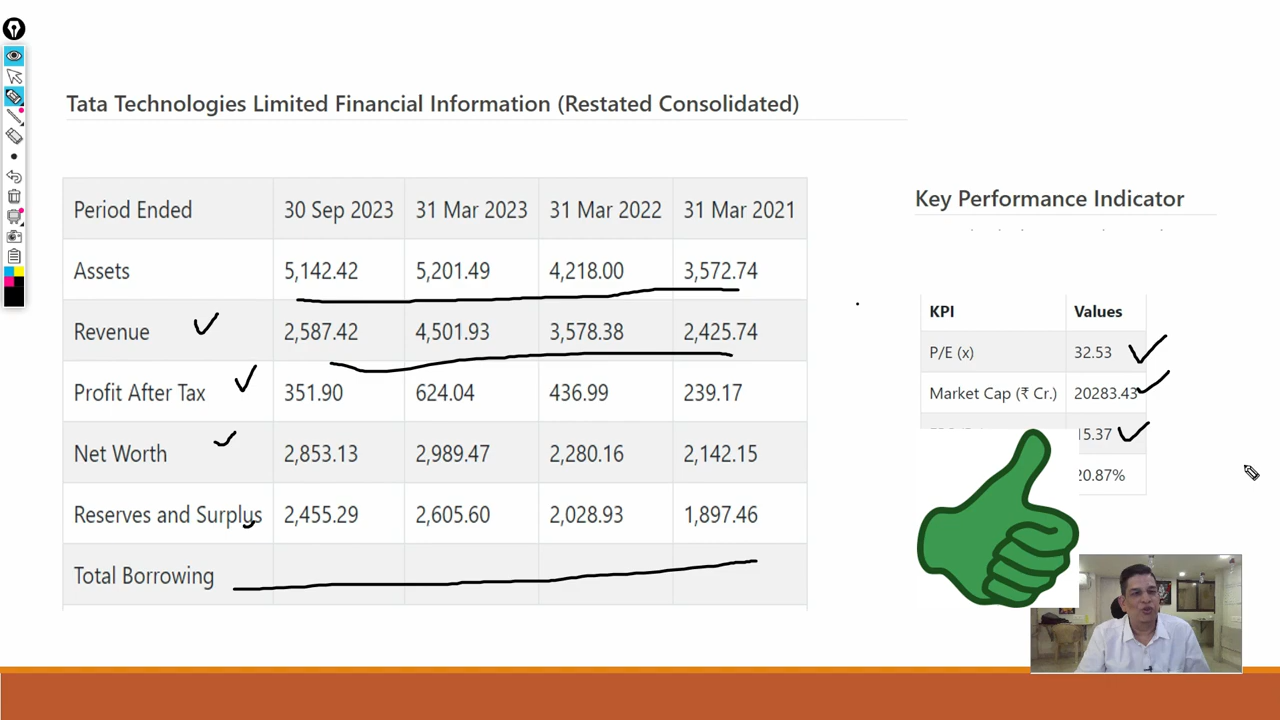 Tata Technologies Limited Financial Information (Restated Consolidated)
Period Ended 30 Sep 2023 31 Mar 2023 31 Mar 2022 31 Mar 2021
Assets 5,142.42 5,201.49 4,218.00 3,572.74
Revenue 2,587.42 4,501.93 3,578.38 2,425.74
Profit After Tax 351.90 624.04 436.99 239.17
Net Worth 2,853.13 2,989.47 2,280.16 2,142.15
Reserves and Surplus 2,455.29 2,605.60 2,028.93 1,897.46
Total Borrowing
Key Performance Indicator
KPI Values
P/E (x) 32.53
Market Cap (₹ Cr.) 20283.43
15.37
20.87%